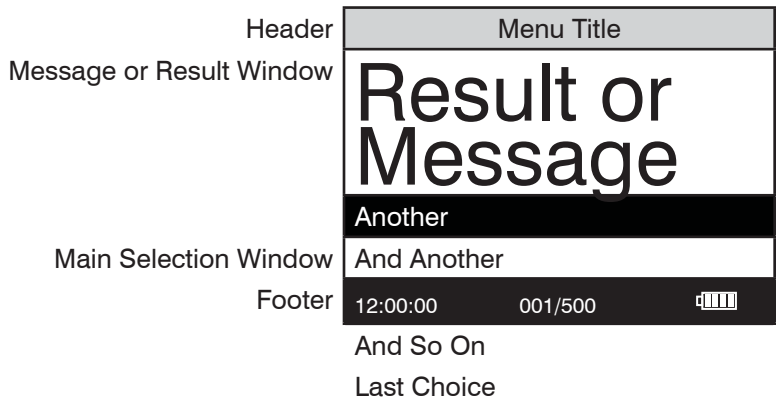 Header
Menu Title
Message or Result Window
Result or
Message
Another
Main Selection Window
And Another
Footer
12:00:00 001/500
And So On
Last Choice